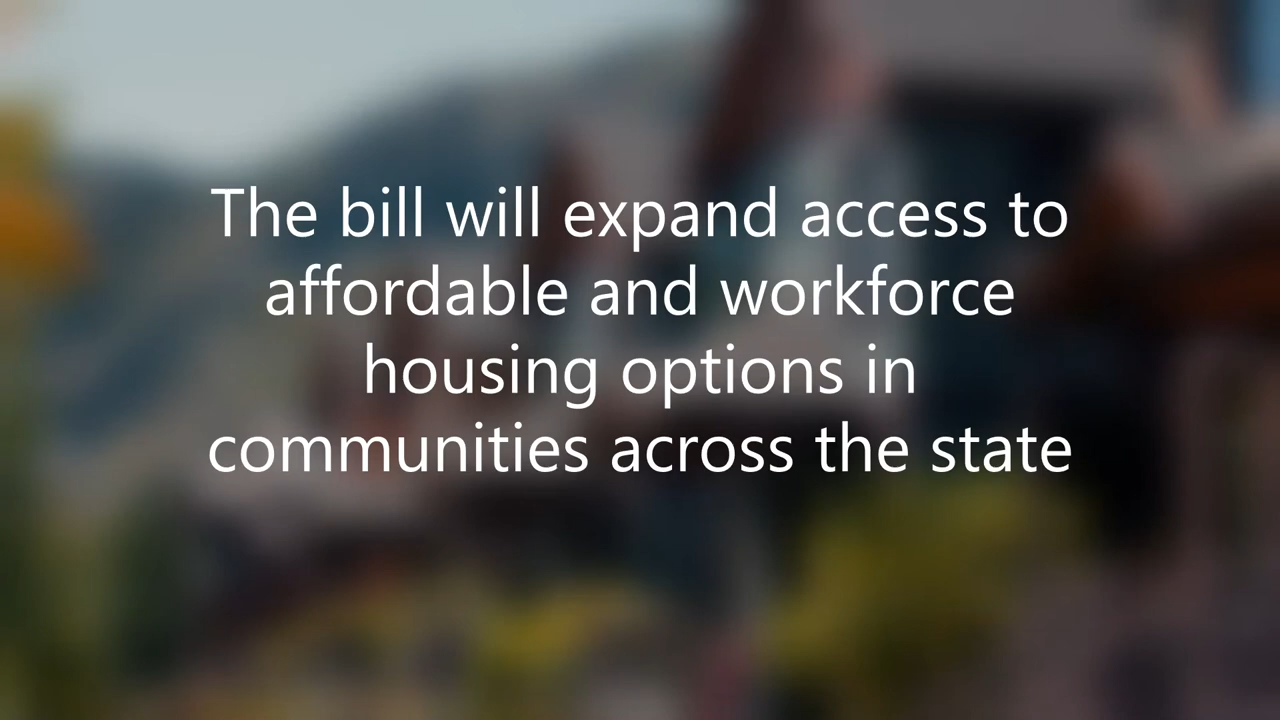 The bill will expand access to
affordable and workforce
housing options in
communities across the state